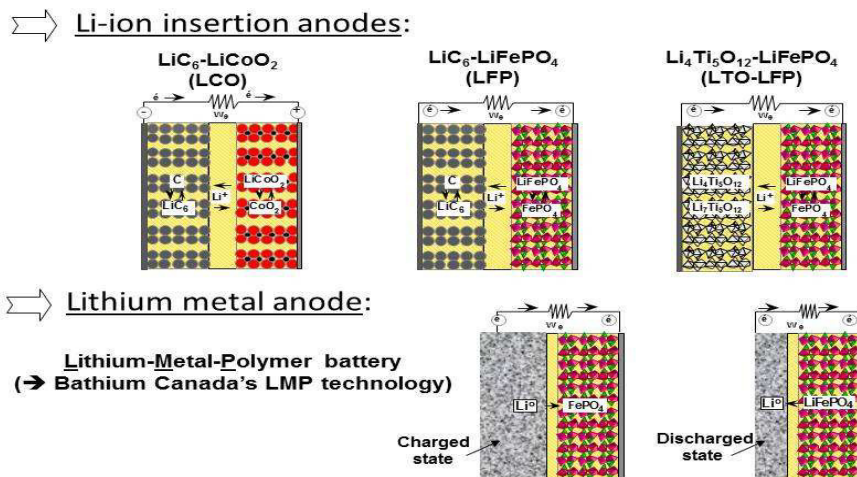 Li-ion insertion anodes:
LiC₆-LiCoO₂
(LCO)
LiC₆-LiFePO₄
(LFP)
Li₄Ti₅O₁₂-LiFePO₄
(LTO-LFP)
é é
Wₑ
- +
C
LiC₆
Li⁺
LiCoO₂
CoO₂
é é
Wₑ
C
LiC₆
Li⁺
LiFePO₄
FePO₄
é é
Wₑ
Li₄Ti₅O₁₂
Li₇Ti₅O₁₂
Li⁺
LiFePO₄
FePO₄
Lithium metal anode:
Lithium-Metal-Polymer battery
(➔ Bathium Canada's LMP technology)
é é
Wₑ
Li° FePO₄
Charged
state
é é
Wₑ
Li° LiFePO₄
Discharged
state